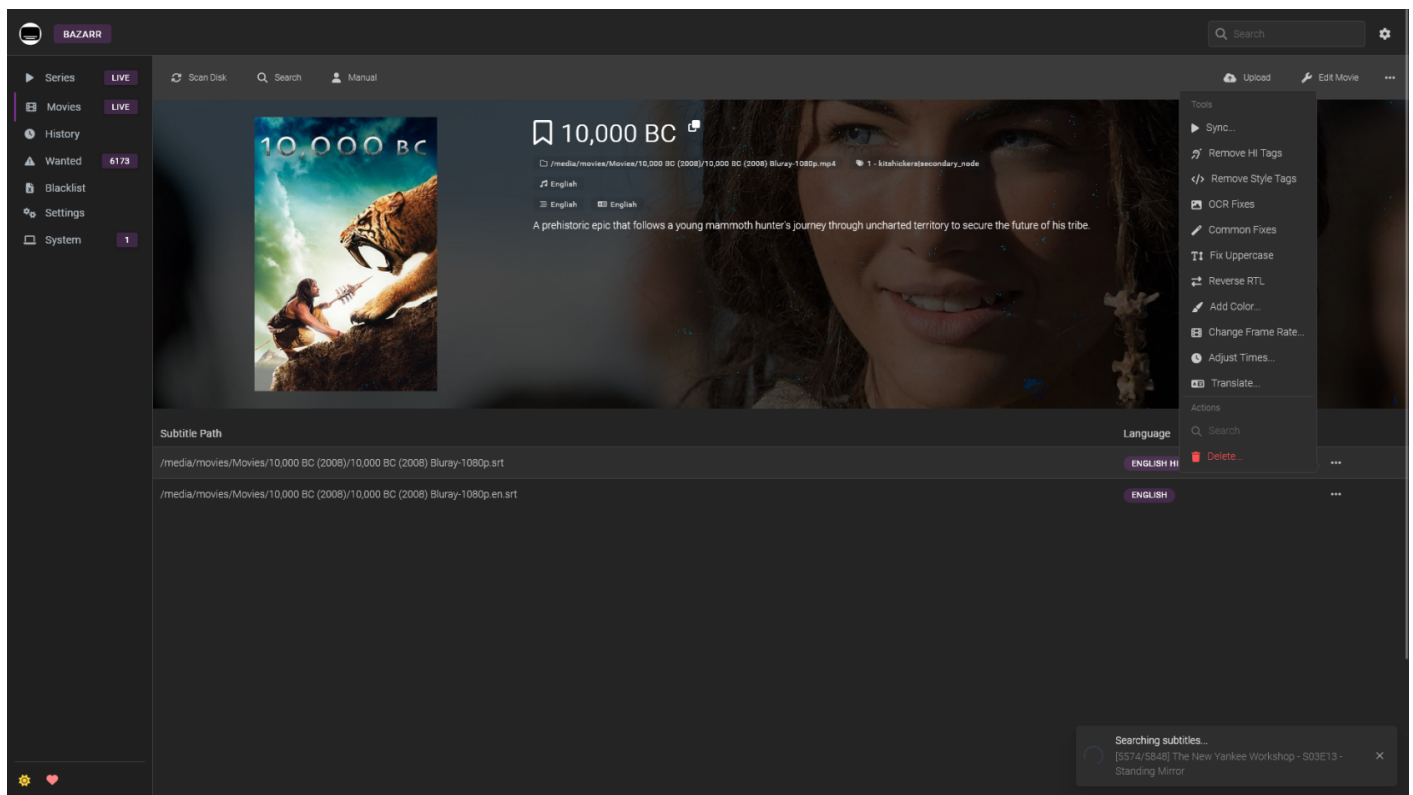 BAZARR
Search
Series LIVE
Movies LIVE
History
Wanted 6173
Blacklist
Settings
System 1
Scan Disk Search Manual
Upload Edit Movie
10,000 BC
10,000 BC
/media/movies/Movies/10,000 BC (2008)/10,000 BC (2008) Bluray-1080p.mp4 1 - kitshickers|secondary_node
English
English English
A prehistoric epic that follows a young mammoth hunter's journey through uncharted territory to secure the future of his tribe.
Tools
Sync...
Remove HI Tags
Remove Style Tags
OCR Fixes
Common Fixes
Fix Uppercase
Reverse RTL
Add Color...
Change Frame Rate...
Adjust Times...
Translate...
Actions
Search
Delete...
Subtitle Path Language
/media/movies/Movies/10,000 BC (2008)/10,000 BC (2008) Bluray-1080p.srt ENGLISH HI
/media/movies/Movies/10,000 BC (2008)/10,000 BC (2008) Bluray-1080p.en.srt ENGLISH
Searching subtitles...
[5574/5848] The New Yankee Workshop - S03E13 -
Standing Mirror